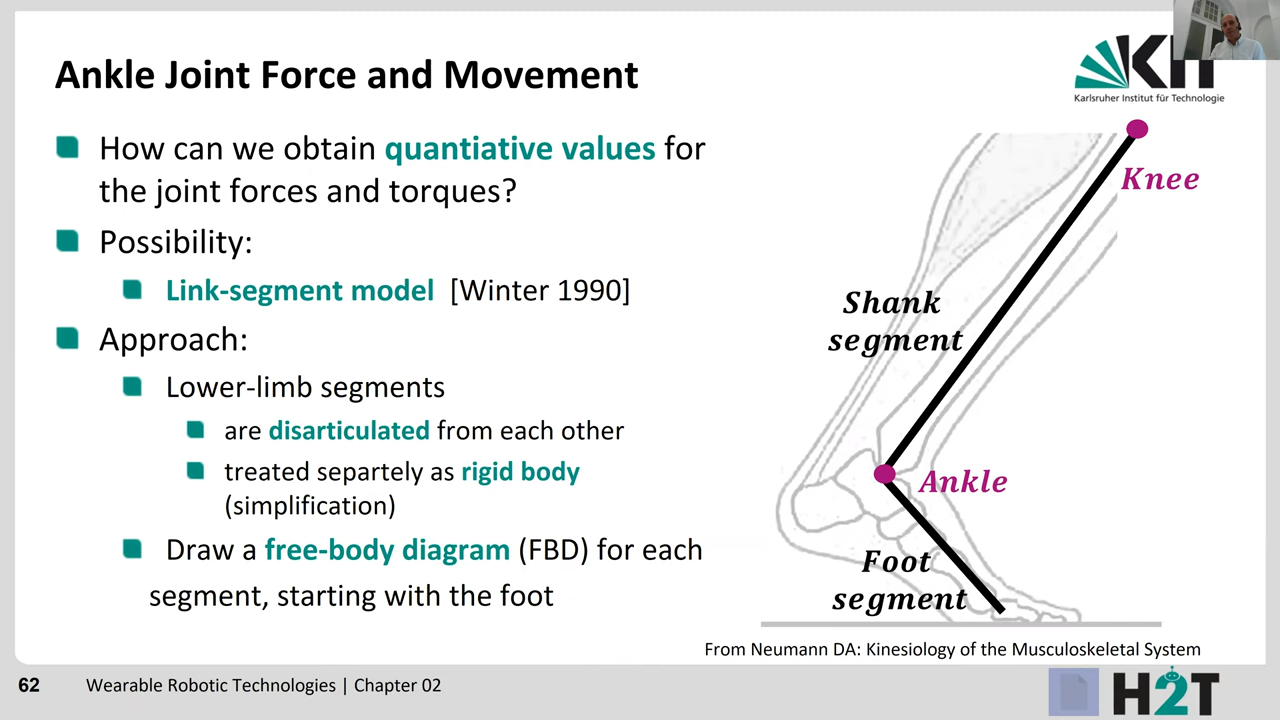 Ankle Joint Force and Movement
How can we obtain quantiative values for
the joint forces and torques?
Possibility:
Link-segment model [Winter 1990]
Approach:
Lower-limb segments
are disarticulated from each other
treated separtely as rigid body
(simplification)
Draw a free-body diagram (FBD) for each
segment, starting with the foot
KIT
Karlsruher Institut für Technologie
Knee
Shank
segment
Ankle
Foot
segment
From Neumann DA: Kinesiology of the Musculoskeletal System
62 Wearable Robotic Technologies | Chapter 02
H2T